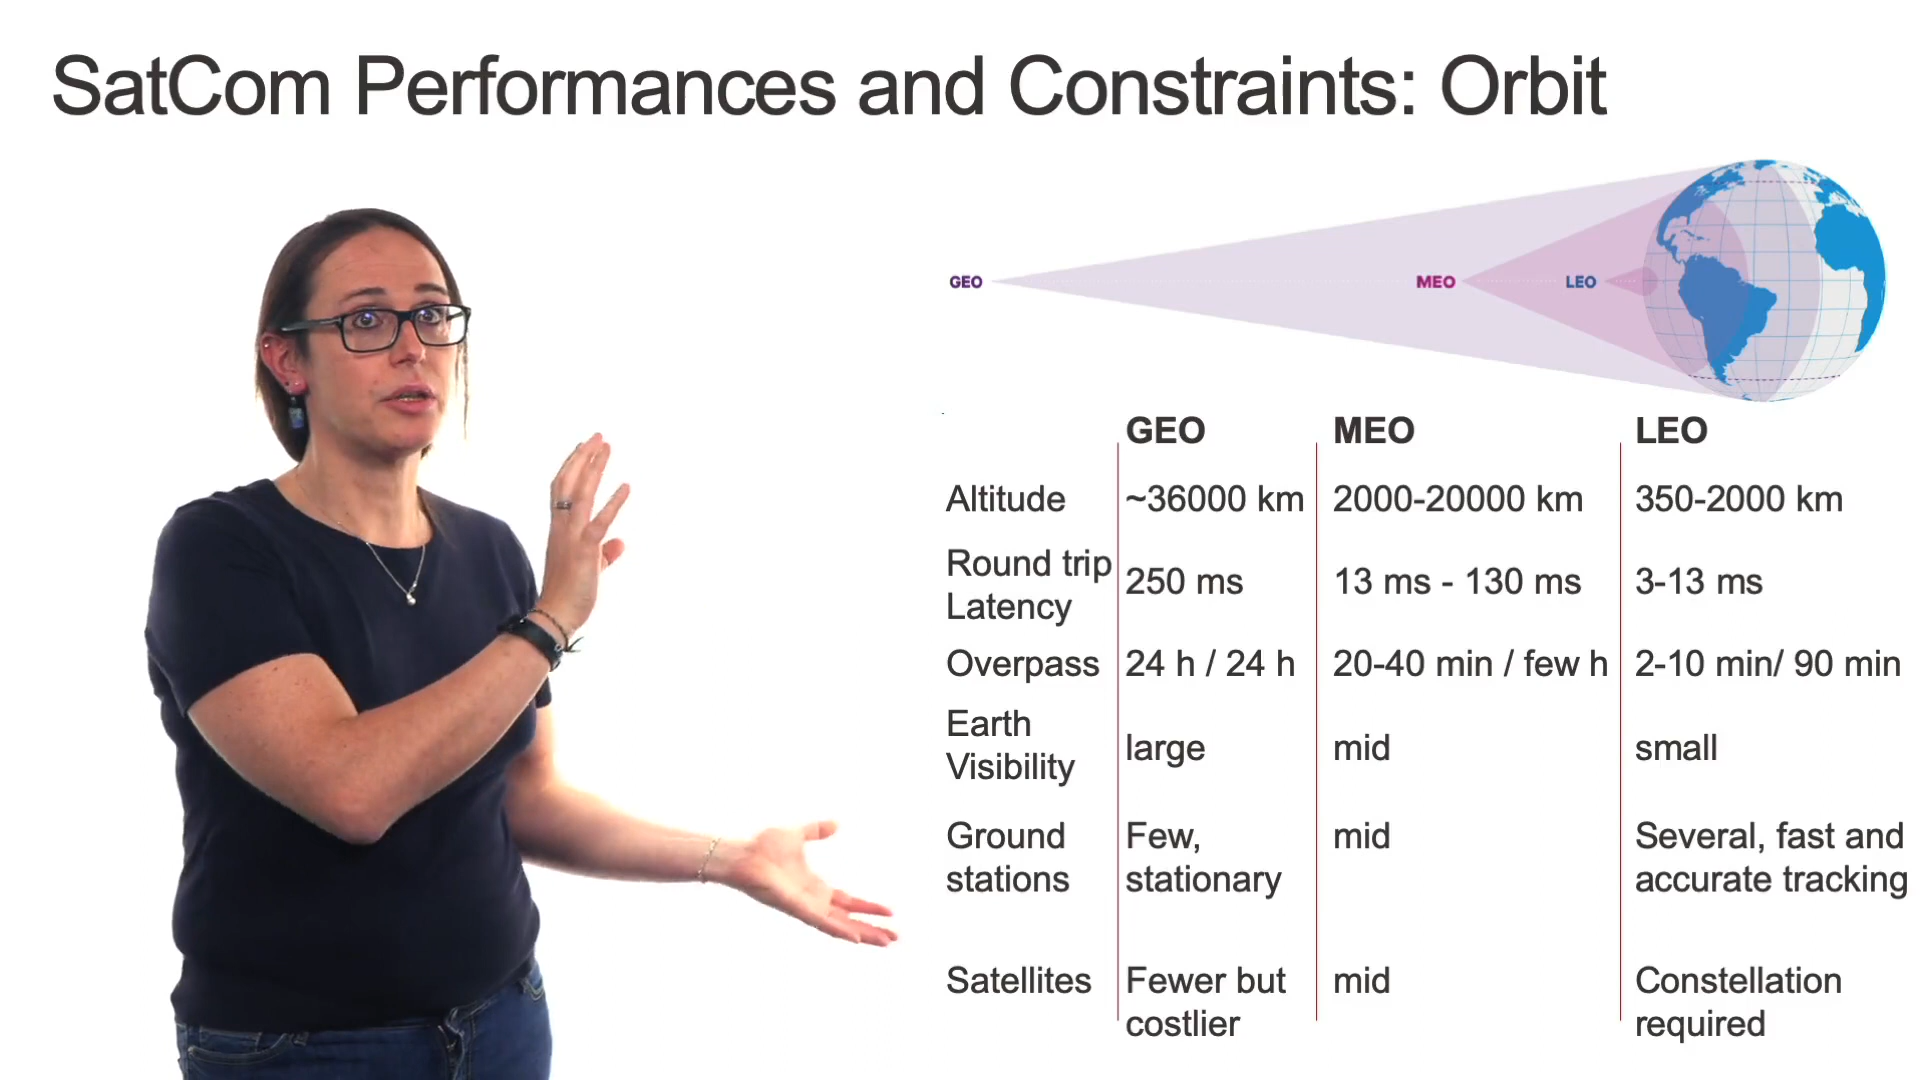 SatCom Performances and Constraints: Orbit
GEO MEO LEO
GEO MEO LEO
Altitude ~36000 km 2000-20000 km 350-2000 km
Round trip
Latency 250 ms 13 ms - 130 ms 3-13 ms
Overpass 24 h / 24 h 20-40 min / few h 2-10 min/ 90 min
Earth
Visibility large mid small
Ground Few, mid Several, fast and
stations stationary accurate tracking
Satellites Fewer but mid Constellation
costlier required